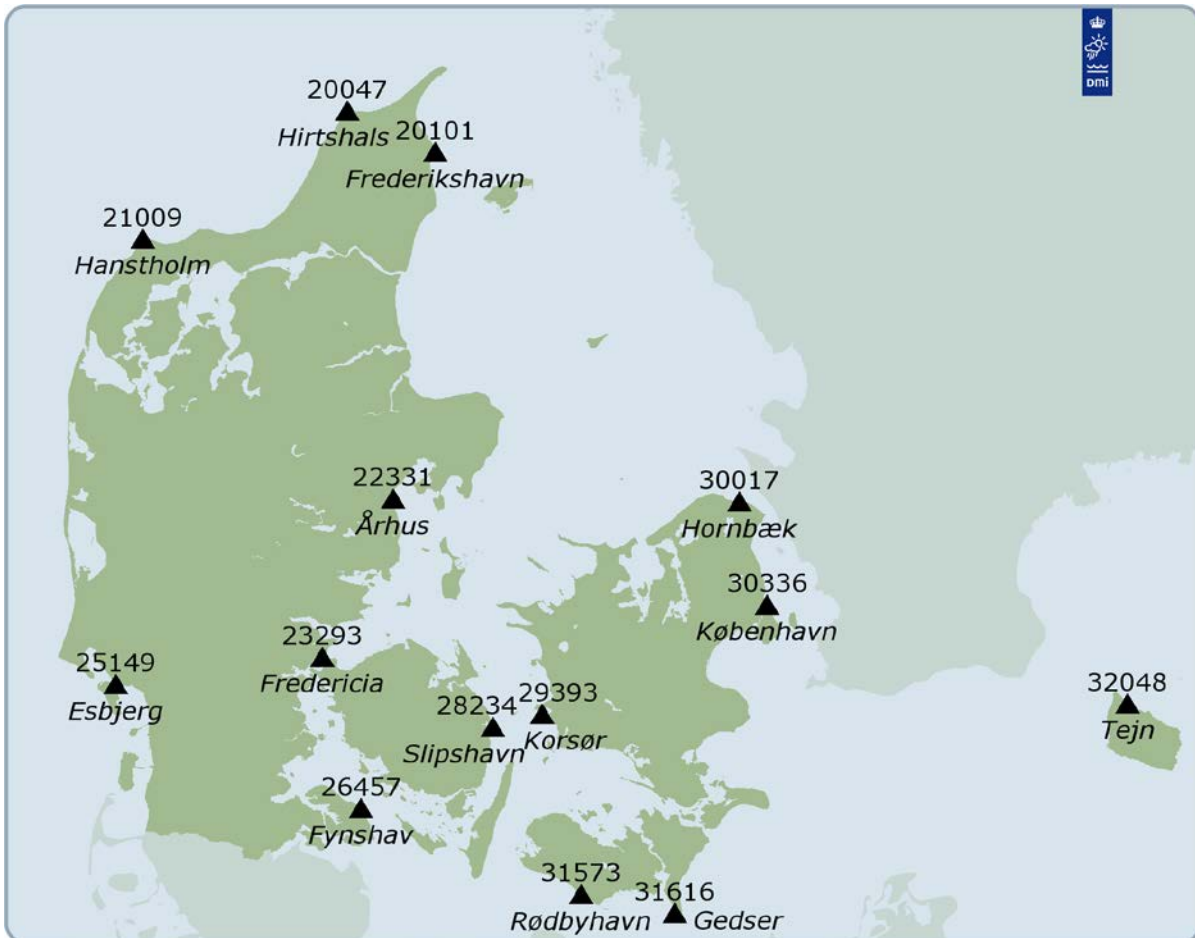 DMI
20047
Hirtshals
20101
Frederikshavn
21009
Hanstholm
22331
Århus
30017
Hornbæk
30336
København
23293
Fredericia
25149
Esbjerg
28234
Slipshavn
29393
Korsør
32048
Tejn
26457
Fynshav
31573
Rødbyhavn
31616
Gedser